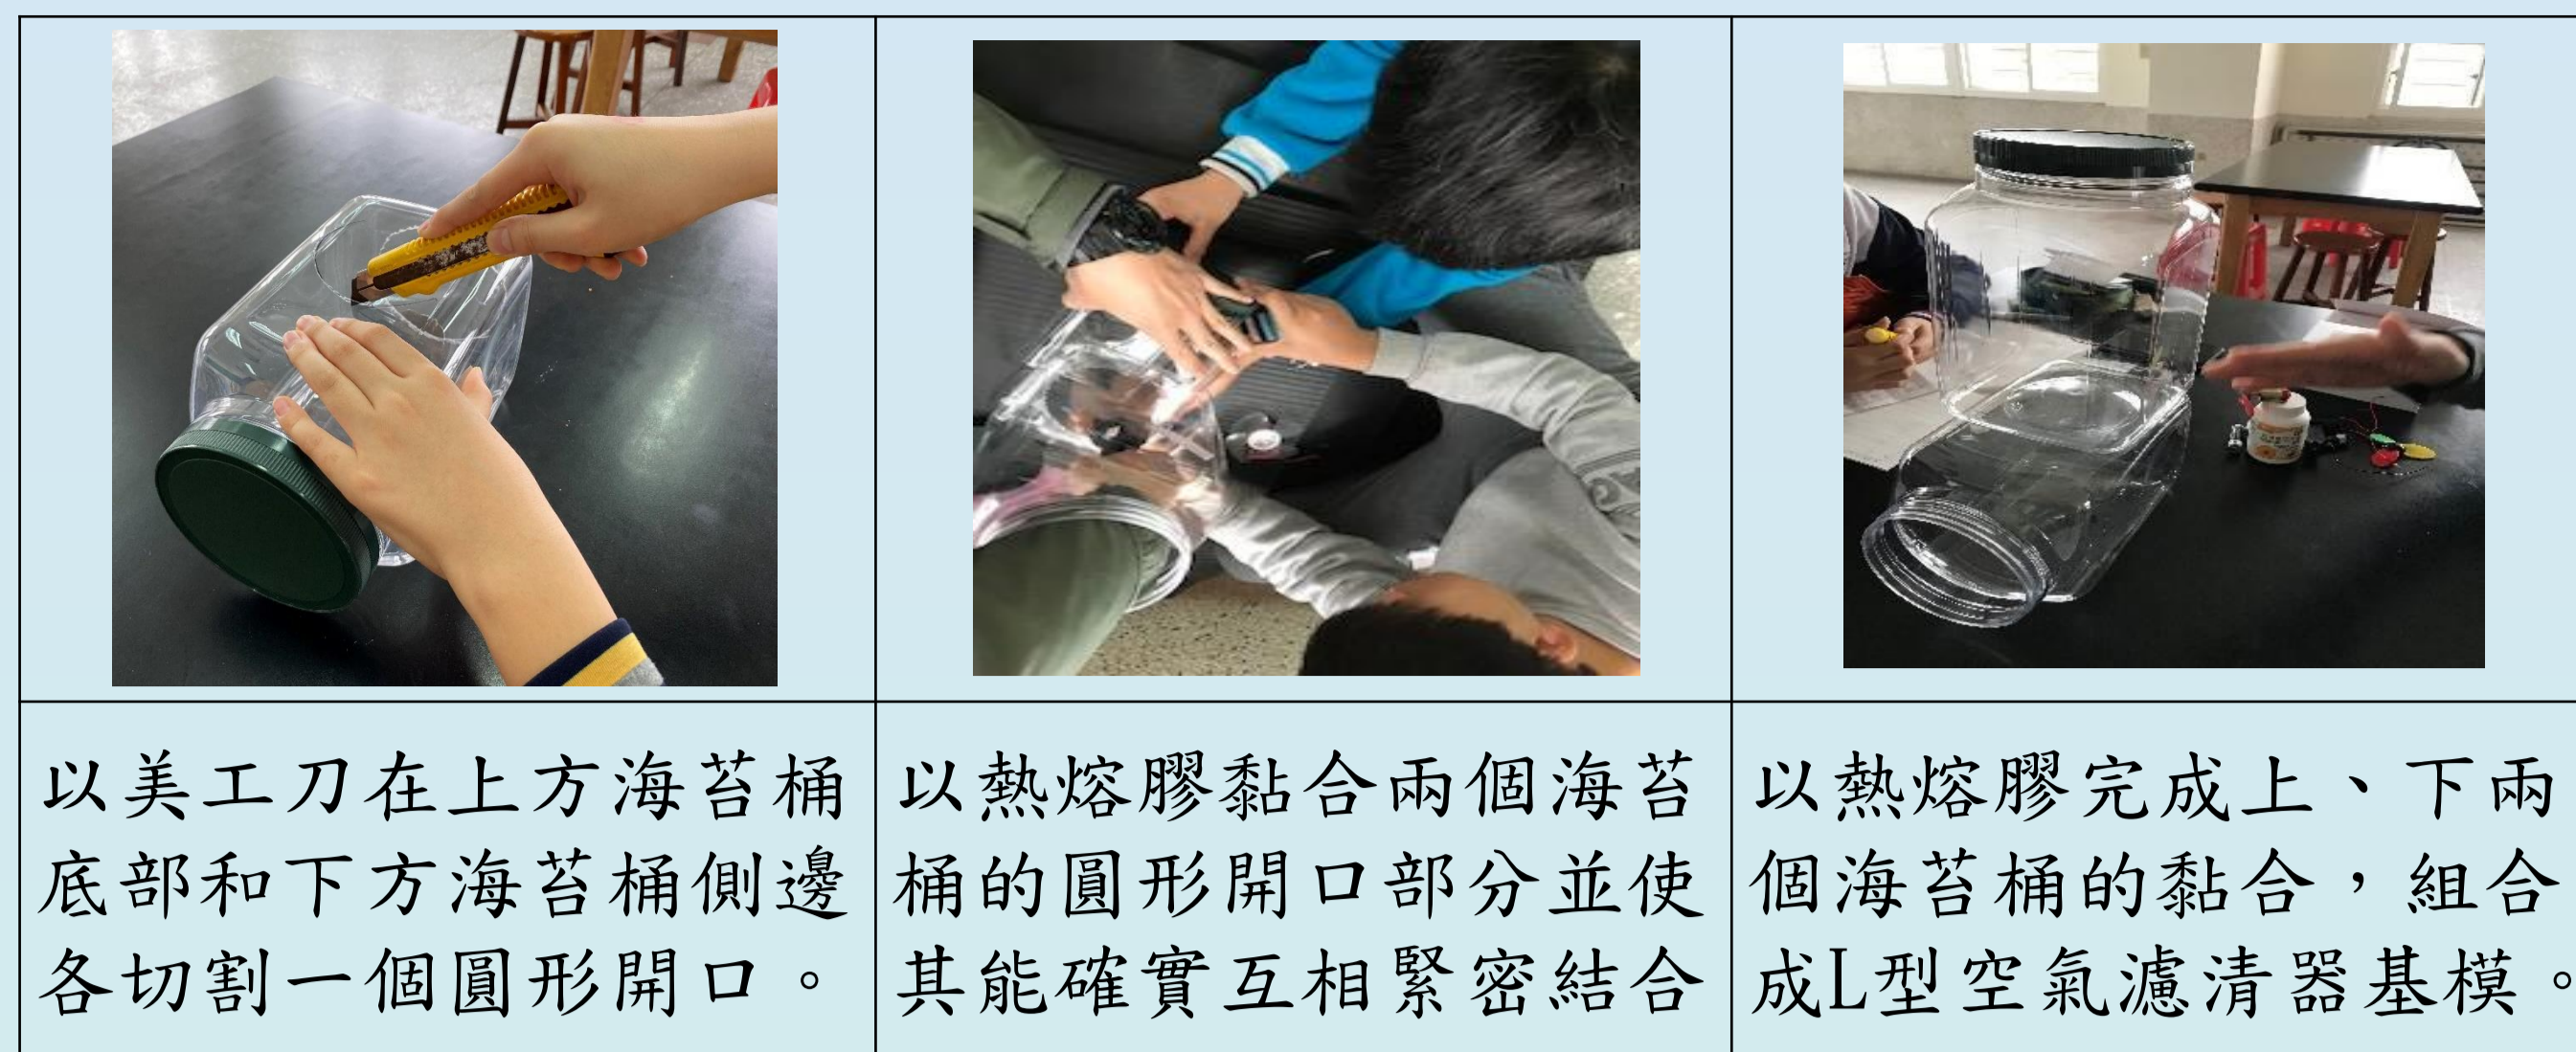 以美工刀在上方海苔桶
底部和下方海苔桶側邊
各切割一個圓形開口。
以熱熔膠黏合兩個海苔
桶的圓形開口部分並使
其能確實互相緊密結合
以熱熔膠完成上、下兩
個海苔桶的黏合，組合
成L型空氣濾清器基模。